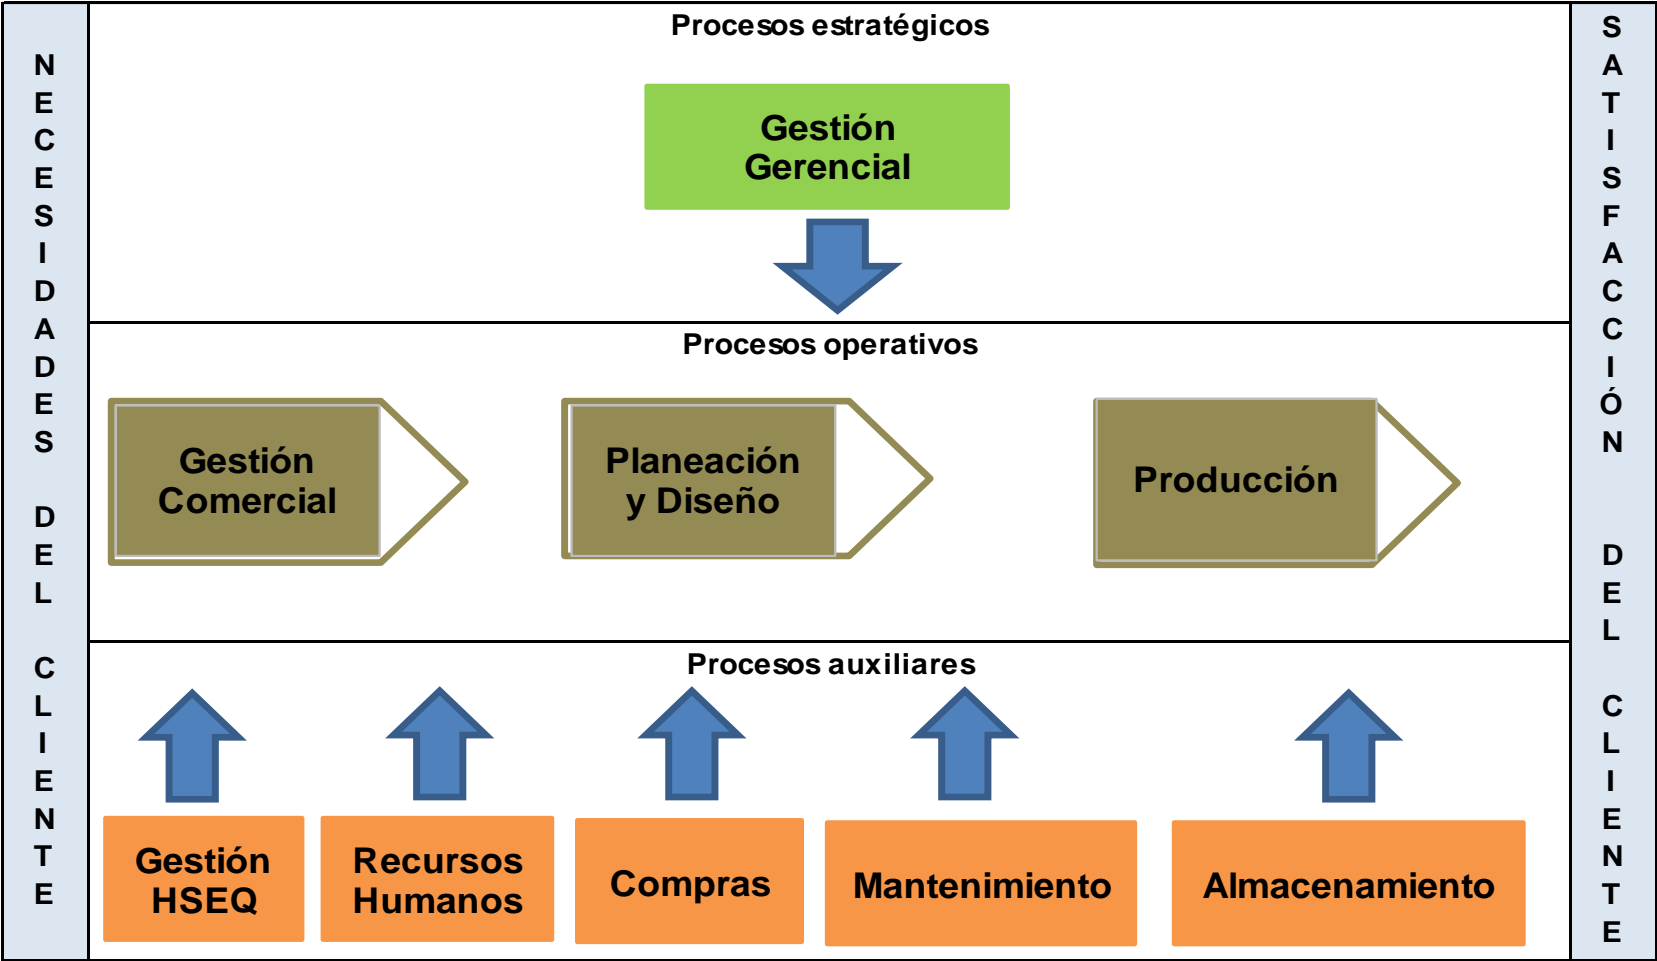 NECESIDADES DEL CLIENTE
Procesos estratégicos
Gestión
Gerencial
Procesos operativos
Gestión
Comercial
Planeación
y Diseño
Producción
Procesos auxiliares
Gestión
HSEQ
Recursos
Humanos
Compras
Mantenimiento
Almacenamiento
SATISFACCIÓN DEL CLIENTE